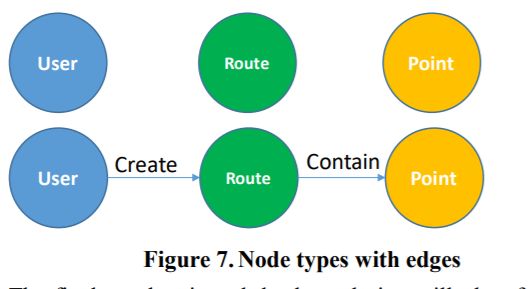 User Route Point
User Create Route Contain Point
Figure 7. Node types with edges